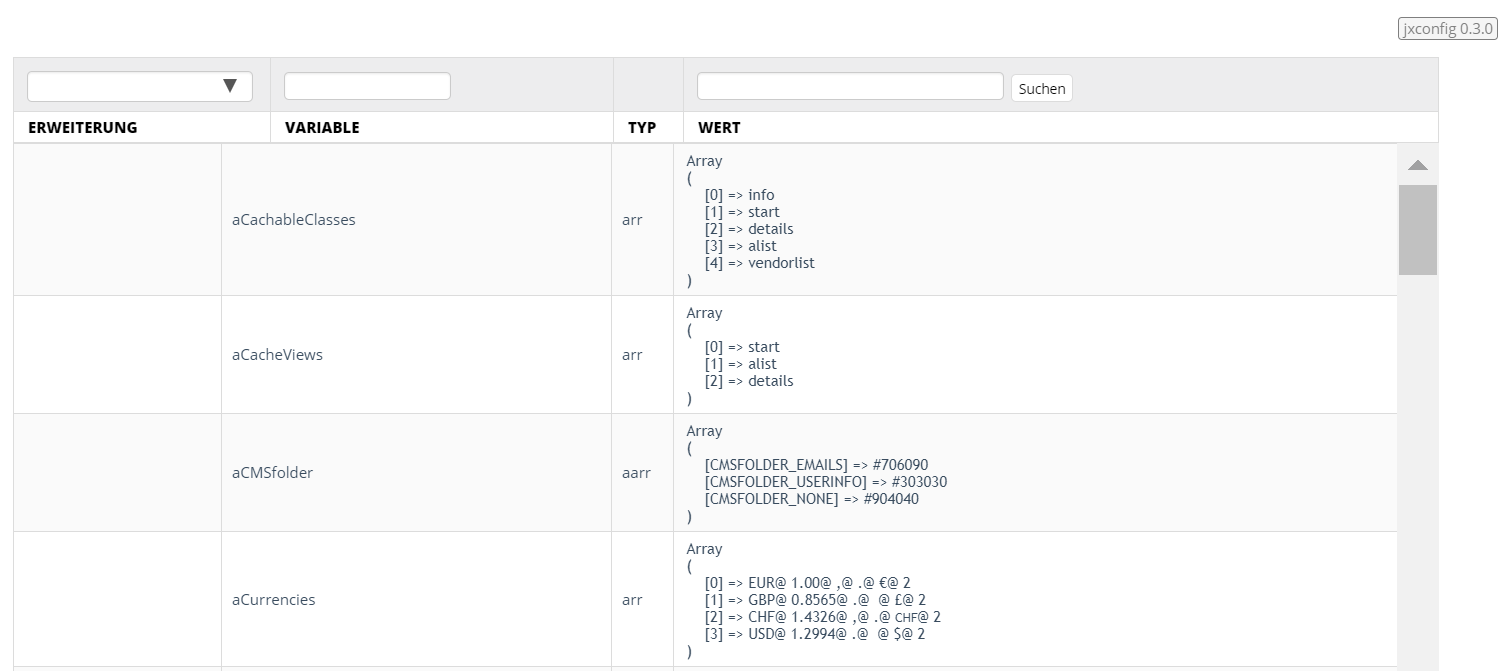 jxconfig 0.3.0
Suchen
ERWEITERUNG VARIABLE TYP WERT
aCachableClasses arr Array
(
[0] => info
[1] => start
[2] => details
[3] => alist
[4] => vendorlist
)
aCacheViews arr Array
(
[0] => start
[1] => alist
[2] => details
)
aCMSfolder aarr Array
(
[CMSFOLDER_EMAILS] => #706090
[CMSFOLDER_USERINFO] => #303030
[CMSFOLDER_NONE] => #904040
)
aCurrencies arr Array
(
[0] => EUR@ 1.00@ ,@ .@ €@ 2
[1] => GBP@ 0.8565@ .@  @ £@ 2
[2] => CHF@ 1.4326@ ,@ .@ CHF@ 2
[3] => USD@ 1.2994@ .@  @ $@ 2
)